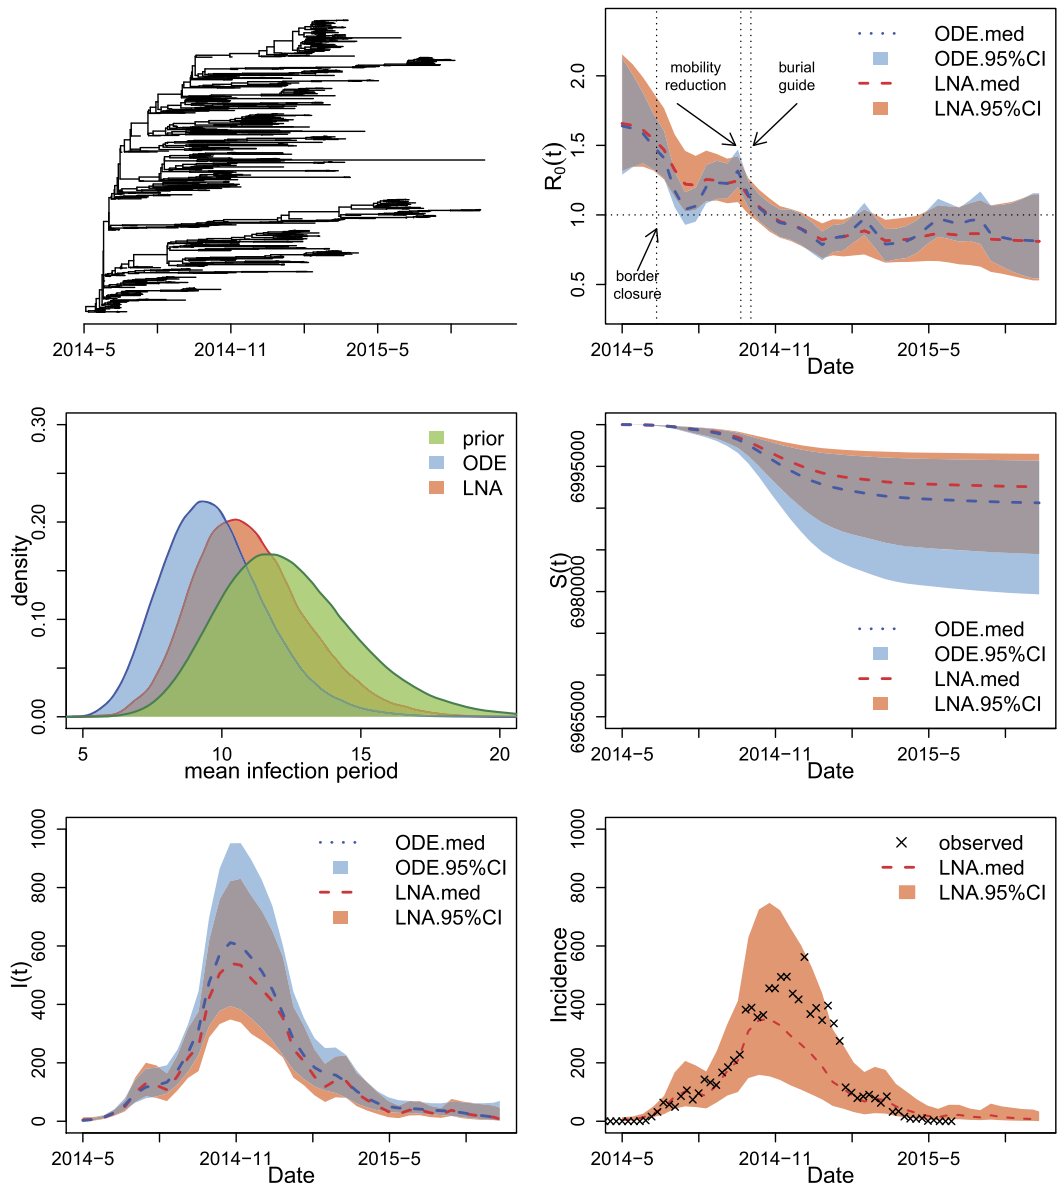 2014−5
2014−11
2015−5
R0(t)
0.5
1.0
1.5
2.0
ODE.med
ODE.95%CI
LNA.med
LNA.95%CI
mobility
reduction
burial
guide
border
closure
2014−5
2014−11
2015−5
Date
density
0.00
0.10
0.20
0.30
prior
ODE
LNA
5
10
15
20
mean infection period
S(t)
6965000
6980000
6995000
ODE.med
ODE.95%CI
LNA.med
LNA.95%CI
2014−5
2014−11
2015−5
Date
I(t)
0
200
400
600
800
1000
ODE.med
ODE.95%CI
LNA.med
LNA.95%CI
2014−5
2014−11
2015−5
Date
Incidence
0
200
400
600
800
1000
observed
LNA.med
LNA.95%CI
2014−5
2014−11
2015−5
Date